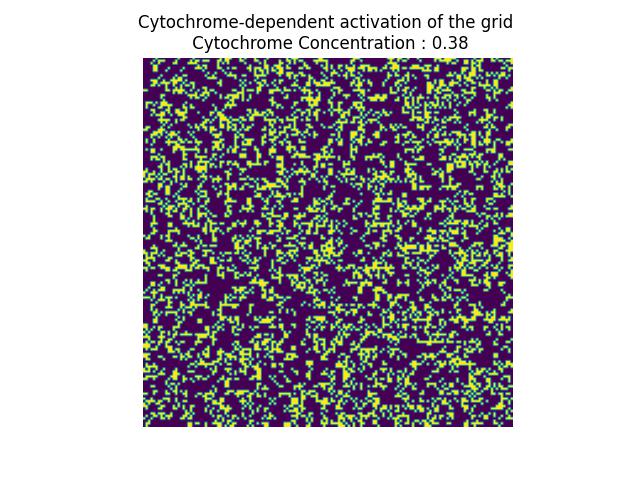 Cytochrome-dependent activation of the grid
Cytochrome Concentration : 0.38